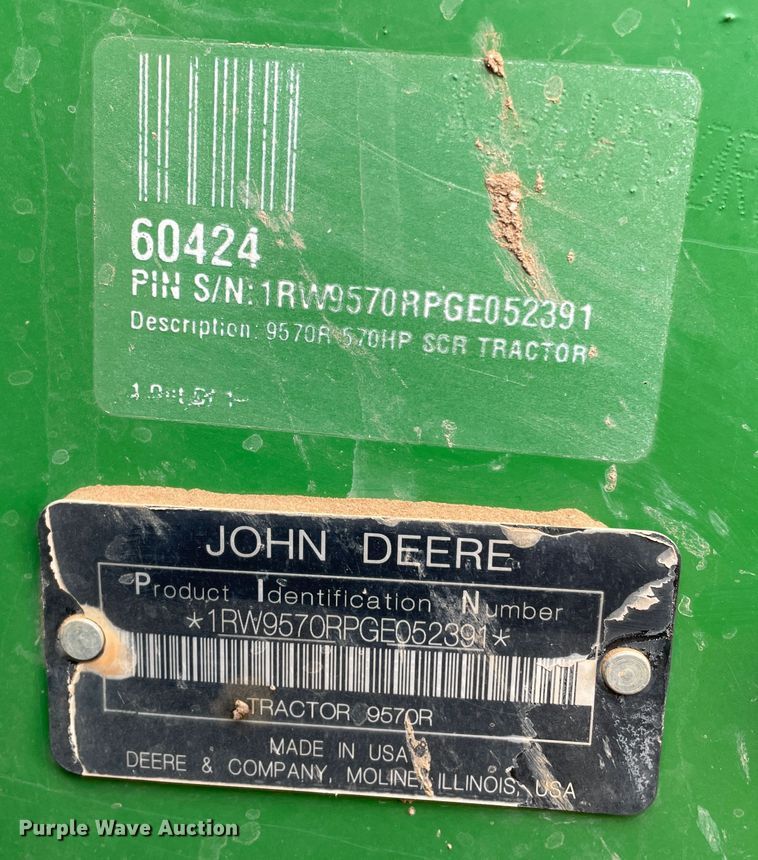 60424
PIN S/N: 1RW9570RPGE052391
Description: 9570R 570HP SCR TRACTOR
JOHN DEERE
Product Identification Number
*1RW9570RPGE052391*
TRACTOR 9570R
MADE IN USA
DEERE & COMPANY, MOLINE, ILLINOIS, USA
Purple Wave Auction